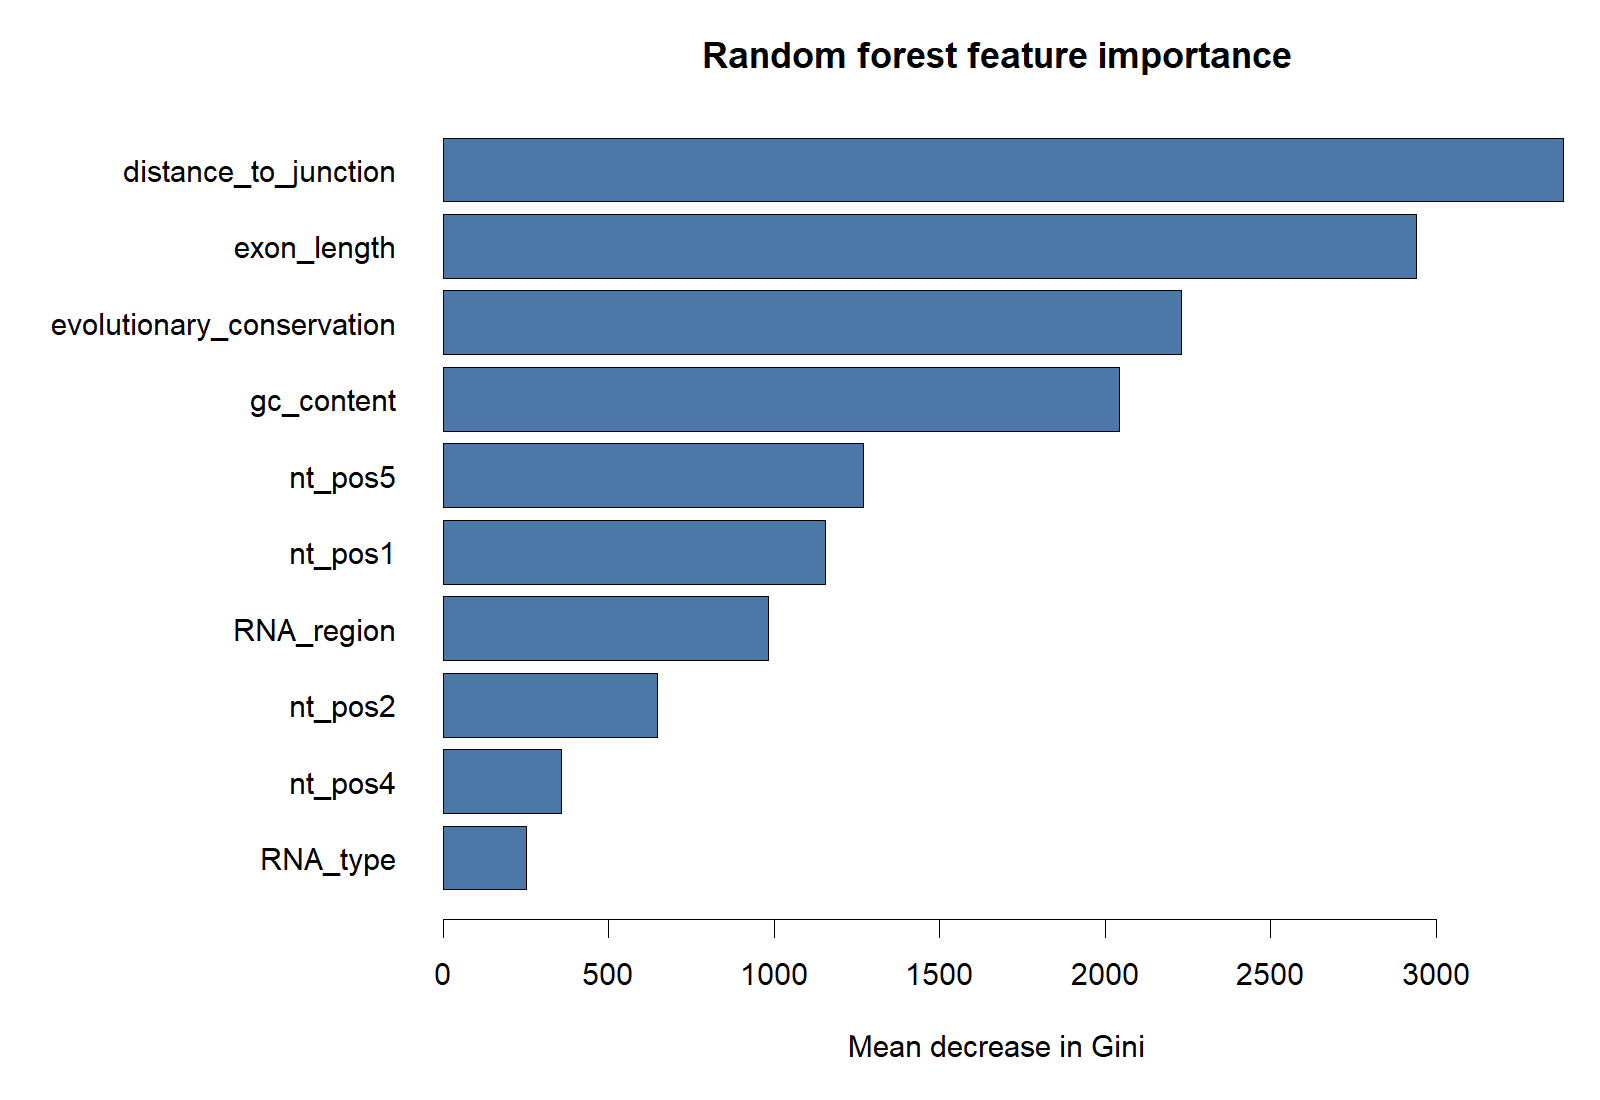 Random forest feature importance
distance_to_junction
exon_length
evolutionary_conservation
gc_content
nt_pos5
nt_pos1
RNA_region
nt_pos2
nt_pos4
RNA_type
0 500 1000 1500 2000 2500 3000
Mean decrease in Gini